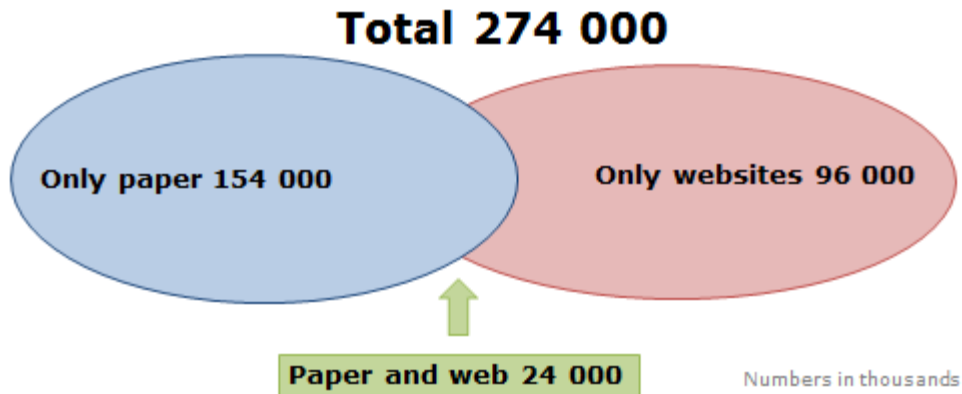 Total 274 000
Only paper 154 000
Only websites 96 000
Paper and web 24 000
Numbers in thousands